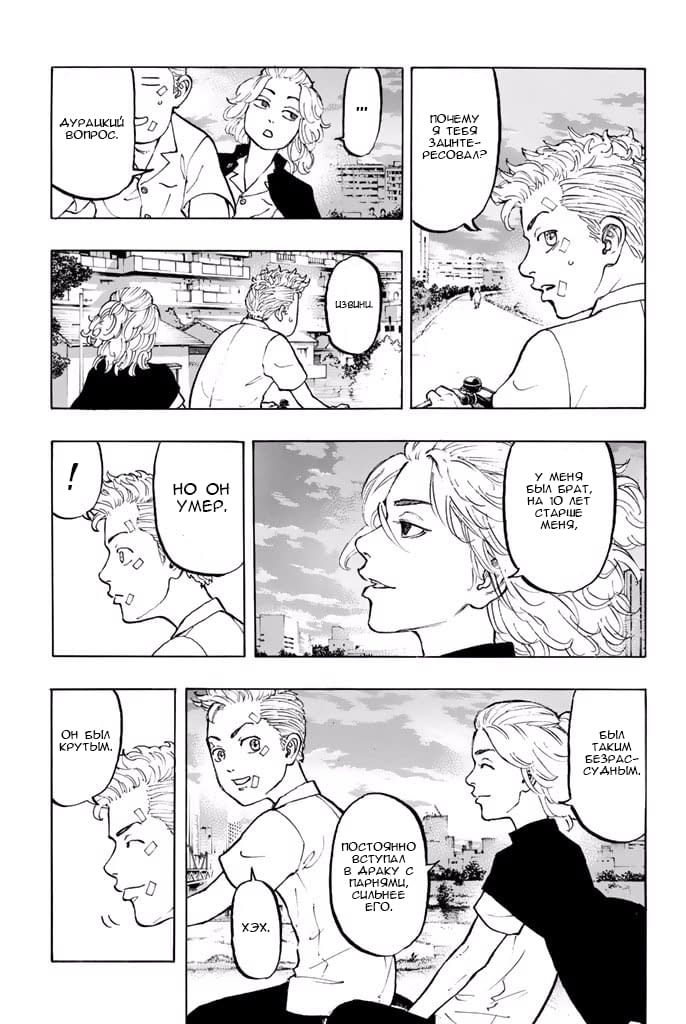 ПОЧЕМУ
Я ТЕБЯ
ЗАИНТЕ-
РЕСОВАЛ?
,,,
ДУРАЦКИЙ
ВОПРОС.
ИЗВИНИ.
У МЕНЯ
БЫЛ БРАТ,
НА 10 ЛЕТ
СТАРШЕ
МЕНЯ,
НО ОН
УМЕР.
!
БЫЛ
ТАКИМ
БЕЗРАС-
СУДНЫМ.
ПОСТОЯННО
ВСТУПАЛ
В ДРАКУ С
ПАРНЯМИ,
СИЛЬНЕЕ
ЕГО.
ХЭХ.
ОН БЫЛ
КРУТЫМ.